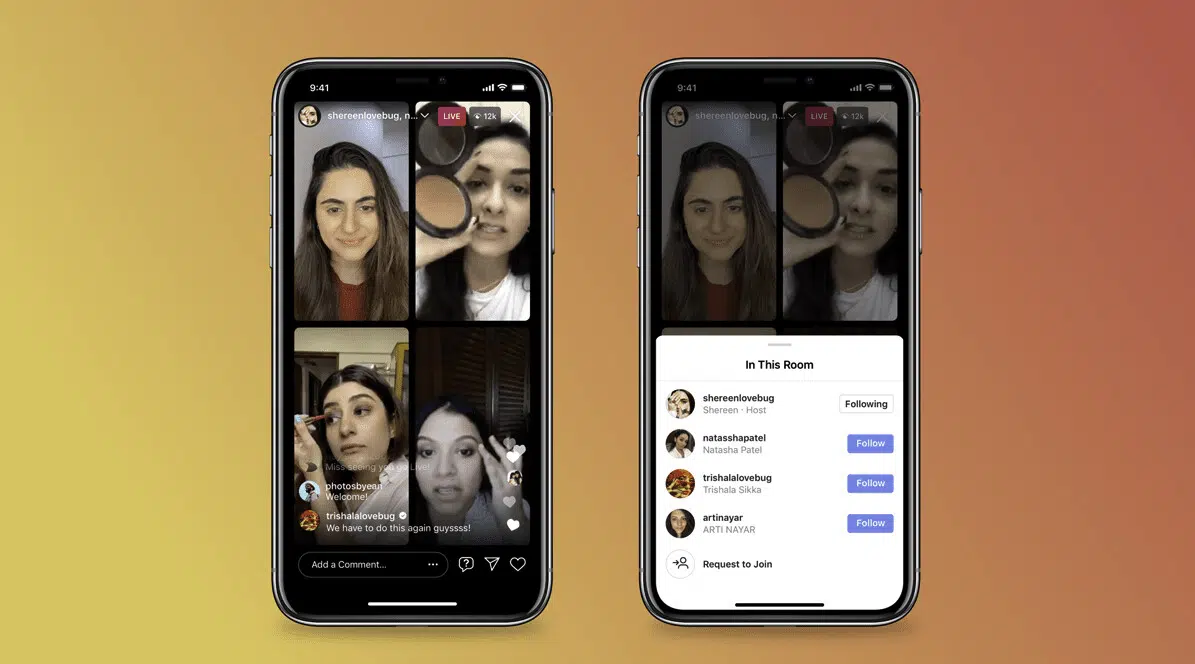 9:41
shereenlovebug, n...
LIVE
12k
Miss seeing you go Live!
photosbyean
Welcome!
trishalalovebug
We have to do this again guyssss!
Add a Comment...
9:41
shereenlovebug, n...
LIVE
12k
In This Room
shereenlovebug
Shereen · Host
Following
natasshapatel
Natasha Patel
Follow
trishalalovebug
Trishala Sikka
Follow
artinayar
ARTI NAYAR
Follow
Request to Join